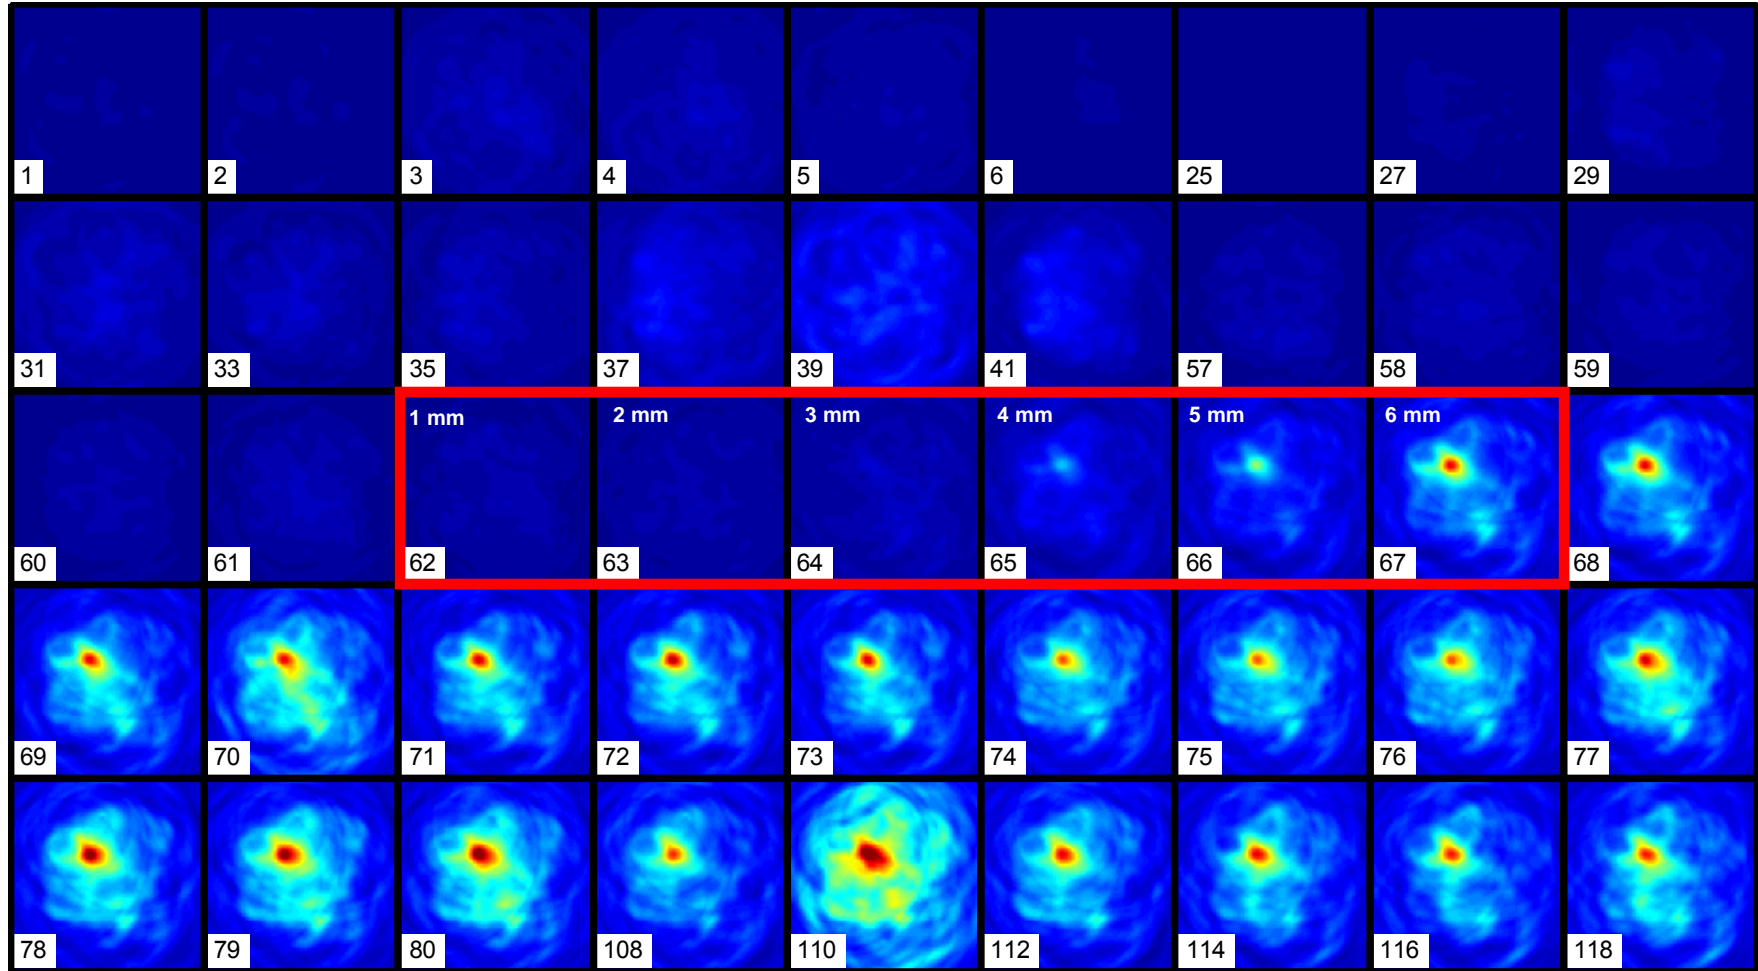 1 2 3 4 5 6 25 27 29
31 33 35 37 39 41 57 58 59
1 mm 2 mm 3 mm 4 mm 5 mm 6 mm
60 61 62 63 64 65 66 67 68
69 70 71 72 73 74 75 76 77
78 79 80 108 110 112 114 116 118